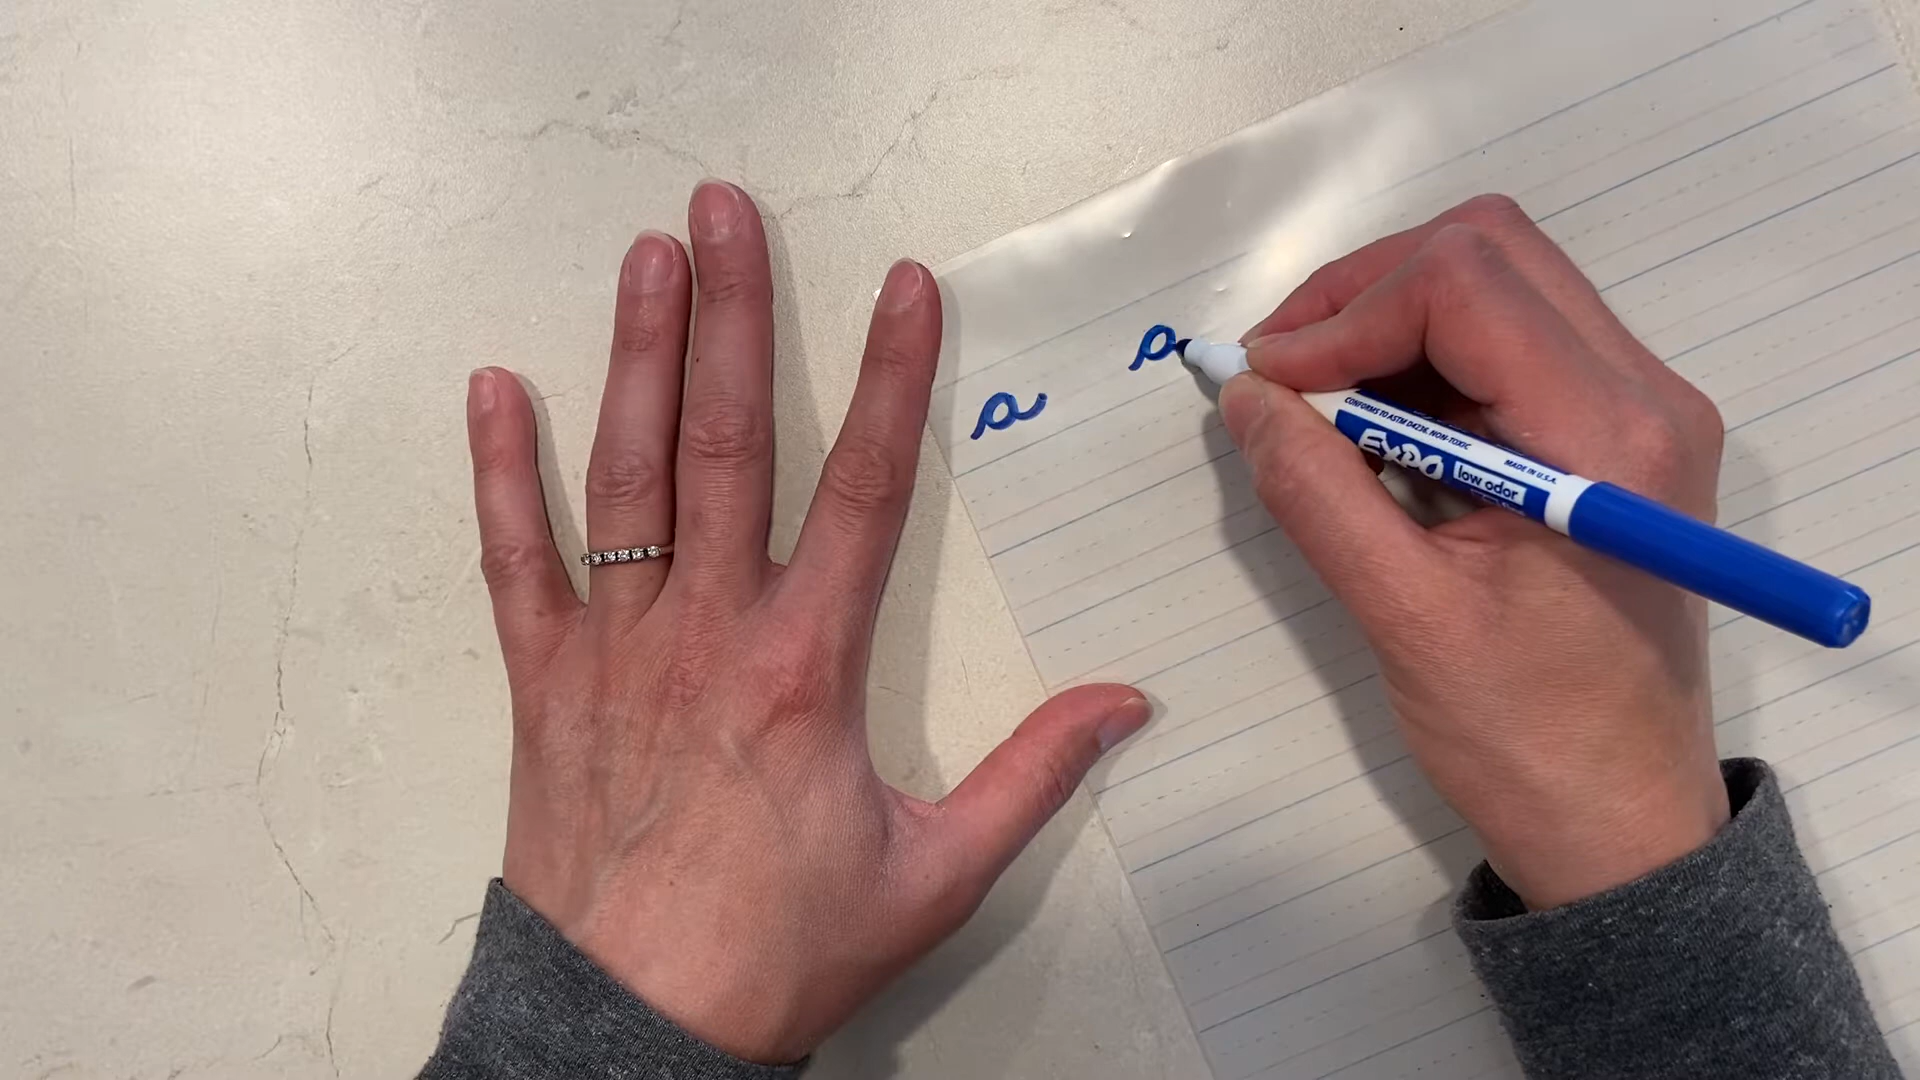 a a
CONFORMS TO ASTM D4236. NON-TOXIC
EXPO low odor
MADE IN U.S.A.